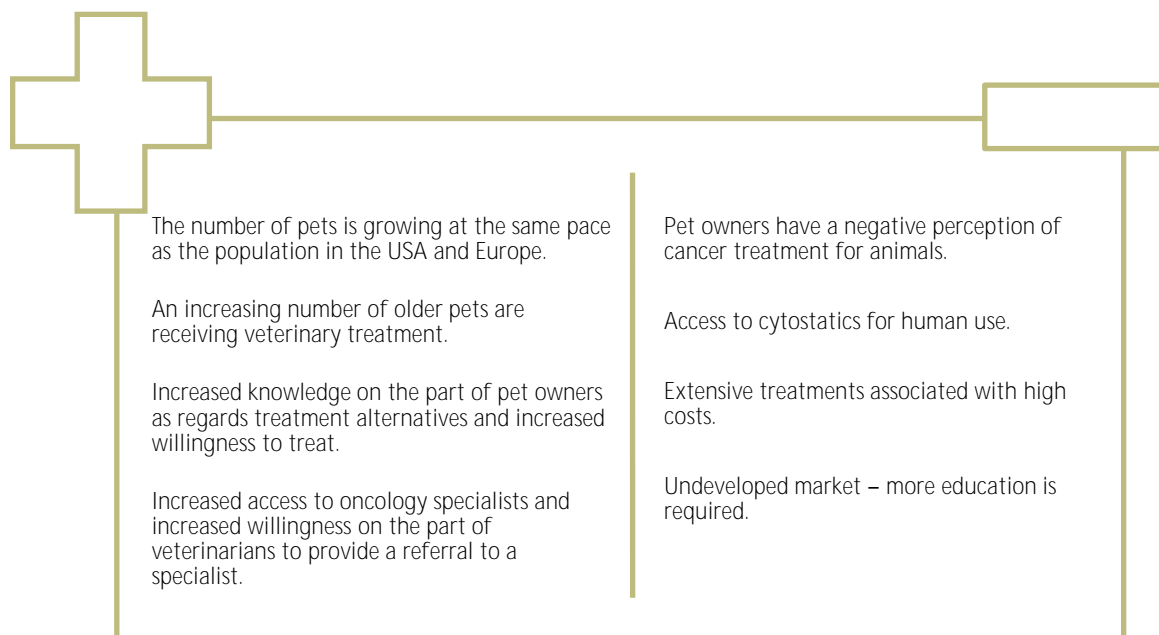 The number of pets is growing at the same pace
as the population in the USA and Europe.
An increasing number of older pets are
receiving veterinary treatment.
Increased knowledge on the part of pet owners
as regards treatment alternatives and increased
willingness to treat.
Increased access to oncology specialists and
increased willingness on the part of
veterinarians to provide a referral to a
specialist.
Pet owners have a negative perception of
cancer treatment for animals.
Access to cytostatics for human use.
Extensive treatments associated with high
costs.
Undeveloped market – more education is
required.